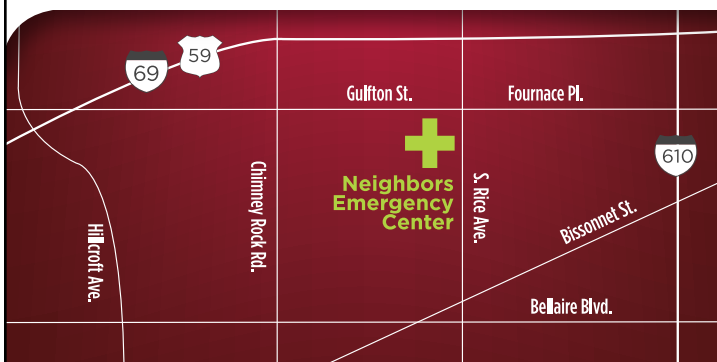 59
69
Gulfton St.
Fournace Pl.
610
Chimney Rock Rd.
Neighbors
Emergency
Center
S. Rice Ave.
Hillcroft Ave.
Bissonnet St.
Bellaire Blvd.